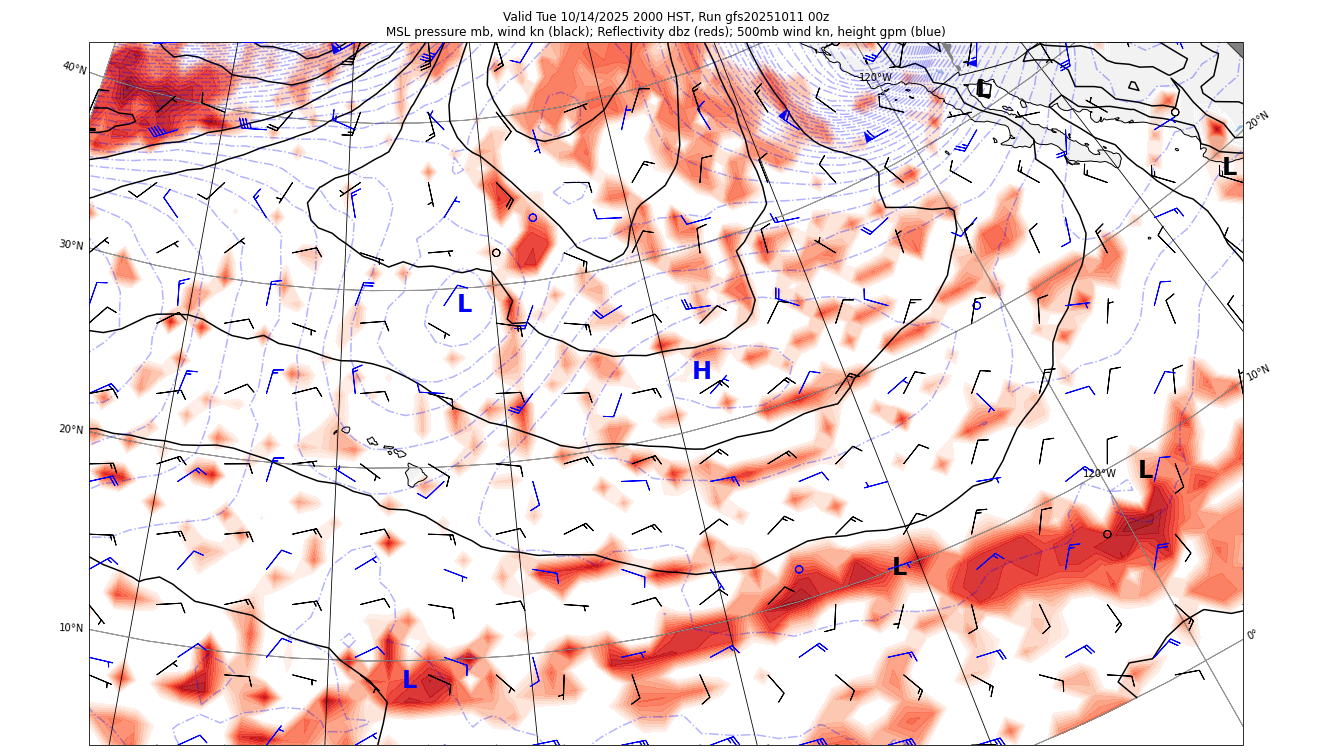 Valid Tue 10/14/2025 2000 HST, Run gfs20251011 00z
MSL pressure mb, wind kn (black); Reflectivity dbz (reds); 500mb wind kn, height gpm (blue)
40°N
120°W
L
20°N
L
L
30°N
L
H
10°N
20°N
L
120°W
L
10°N
0°
L